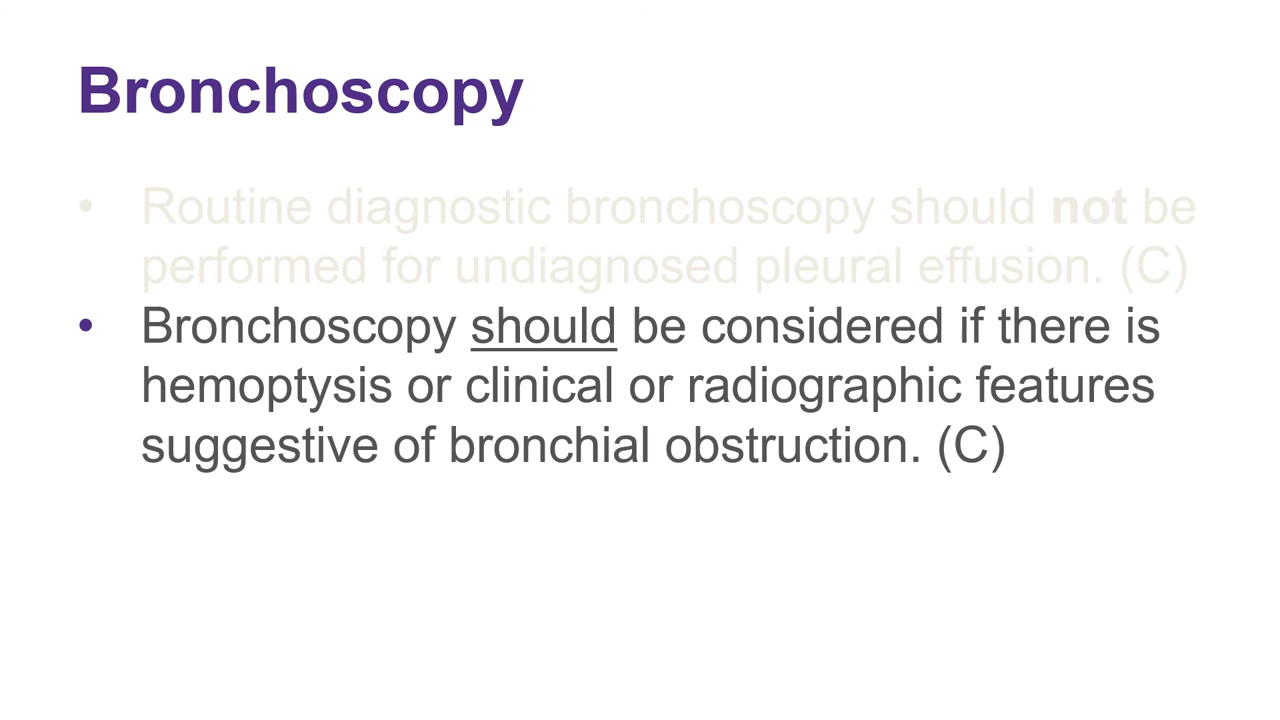 Bronchoscopy
• Routine diagnostic bronchoscopy should not be
performed for undiagnosed pleural effusion. (C)
• Bronchoscopy should be considered if there is
hemoptysis or clinical or radiographic features
suggestive of bronchial obstruction. (C)